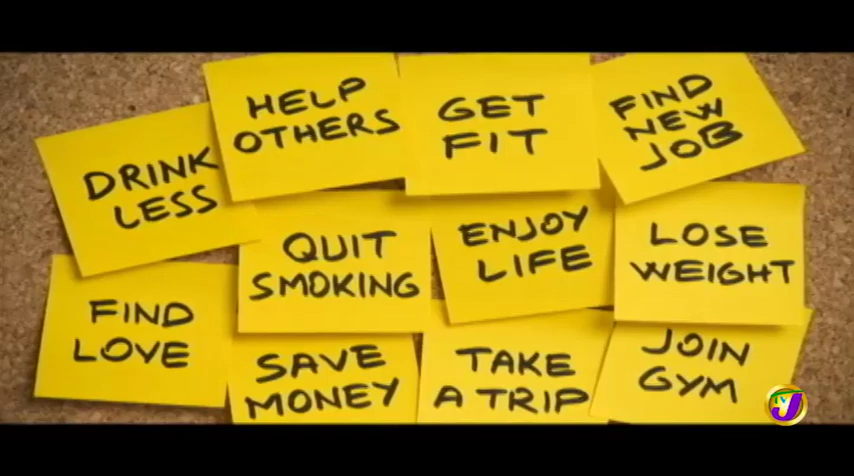 HELP
OTHERS
GET
FIT
FIND
NEW
JOB
DRINK
LESS
QUIT
SMOKING
ENJOY
LIFE
LOSE
WEIGHT
FIND
LOVE
SAVE
MONEY
TAKE
A TRIP
JOIN
GYM
TVJ